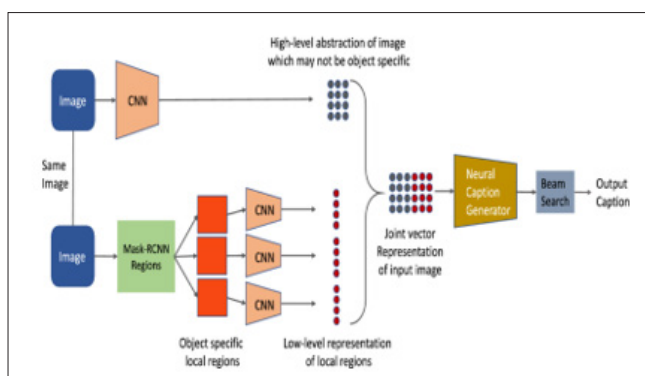 High-level abstraction of image
which may not be object specific
Image
CNN
Same
Image
Image
Mask-RCNN
Regions
CNN
CNN
CNN
Object specific
local regions
Low-level representation
of local regions
Joint vector
Representation
of input image
Neural
Caption
Generator
Beam
Search
Output
Caption